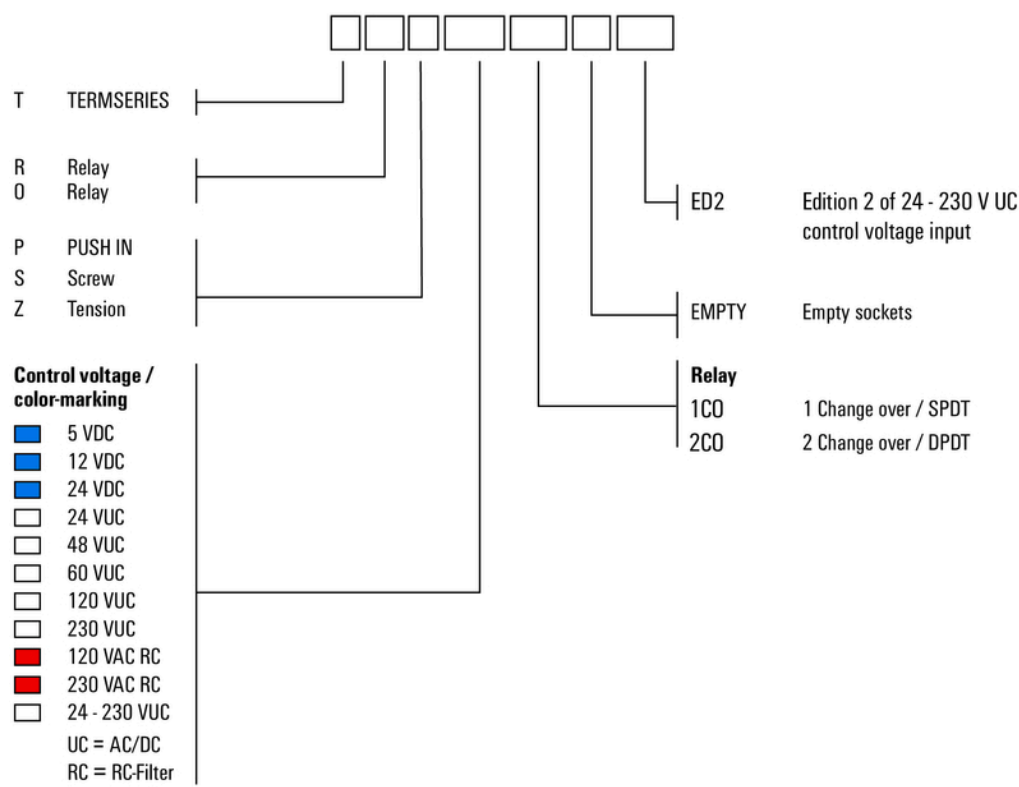 T TERMSERIES
R Relay
O Relay
P PUSH IN
S Screw
Z Tension
Control voltage /
color-marking
5 VDC
12 VDC
24 VDC
24 VUC
48 VUC
60 VUC
120 VUC
230 VUC
120 VAC RC
230 VAC RC
24 - 230 VUC
UC = AC/DC
RC = RC-Filter
ED2 Edition 2 of 24 - 230 V UC
control voltage input
EMPTY Empty sockets
Relay
1CO 1 Change over / SPDT
2CO 2 Change over / DPDT